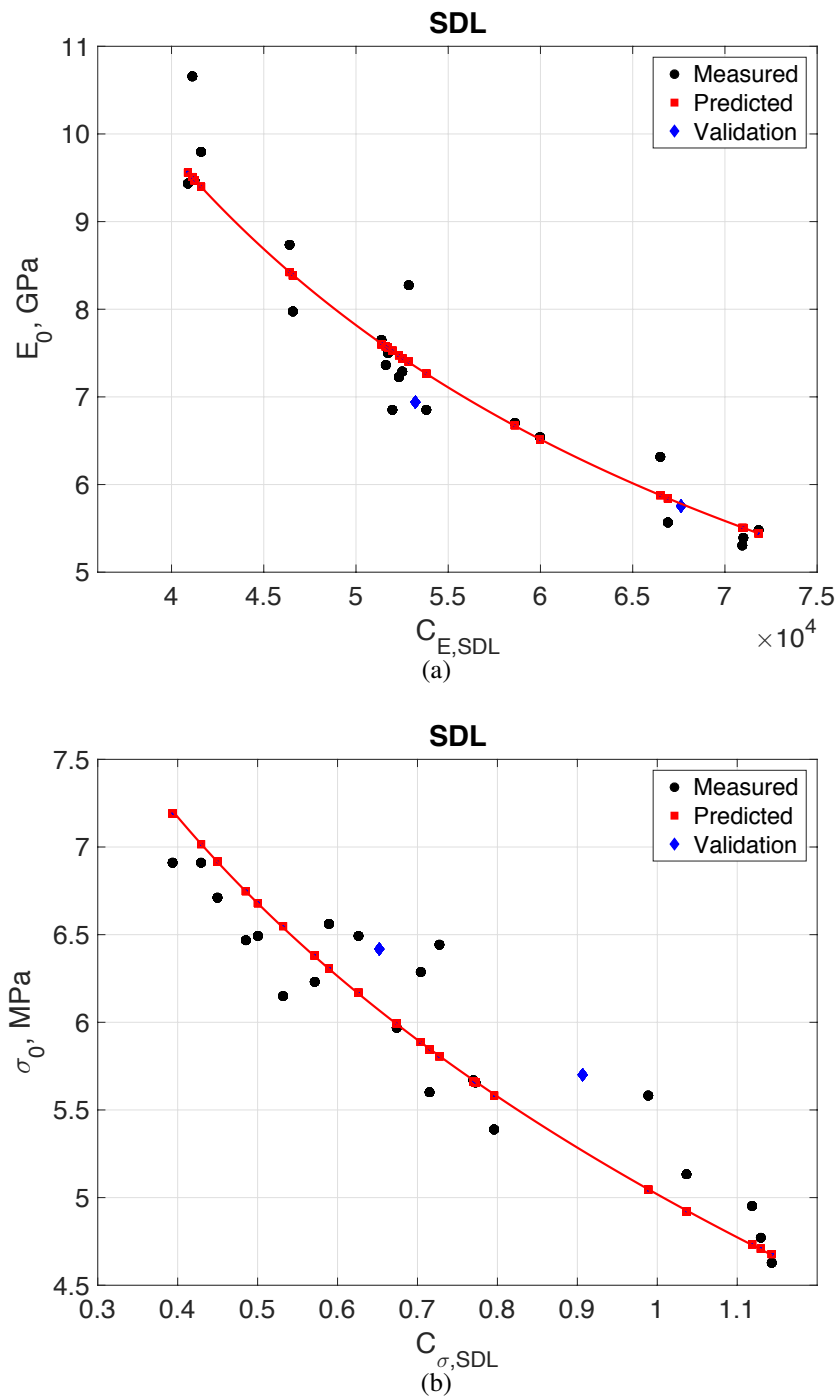 SDL
11
10
9
8
7
6
5
E0, GPa
Measured
Predicted
Validation
4 4.5 5 5.5 6 6.5 7 7.5
×10^4
C_E,SDL
(a)
SDL
7.5
7
6.5
6
5.5
5
4.5
σ0, MPa
Measured
Predicted
Validation
0.3 0.4 0.5 0.6 0.7 0.8 0.9 1 1.1
C_σ,SDL
(b)